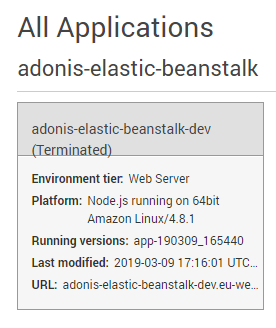 All Applications
adonis-elastic-beanstalk
adonis-elastic-beanstalk-dev
(Terminated)
Environment tier: Web Server
Platform: Node.js running on 64bit
Amazon Linux/4.8.1
Running versions: app-190309_165440
Last modified: 2019-03-09 17:16:01 UTC...
URL: adonis-elastic-beanstalk-dev.eu-we...